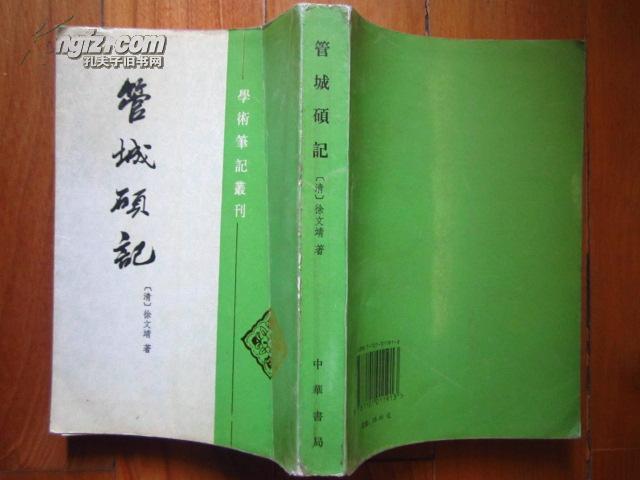 kongfz.com
孔夫子旧书网
管城碩記
〔清〕徐文靖 著
學術筆記叢刊
管城碩記
〔清〕徐文靖 著
中華書局